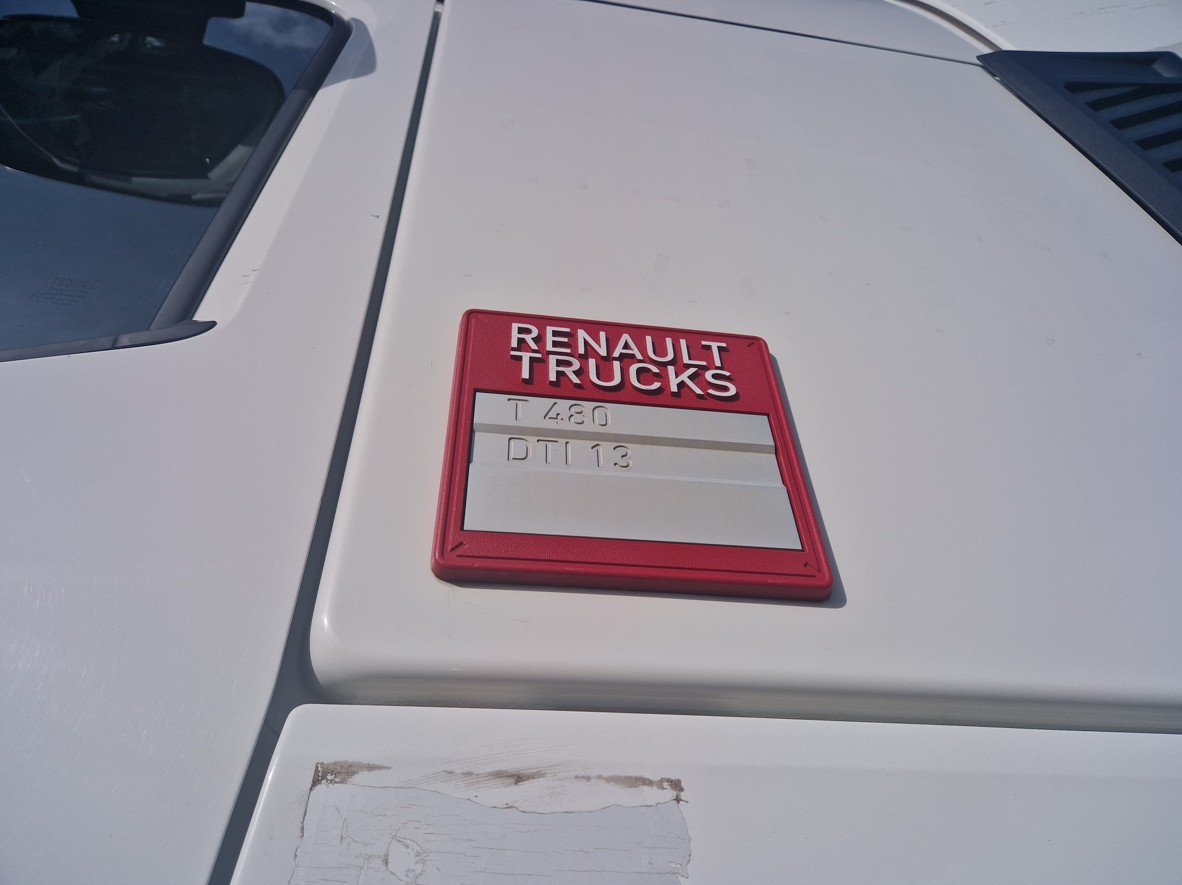 RENAULT
TRUCKS
T 480
DTI 13